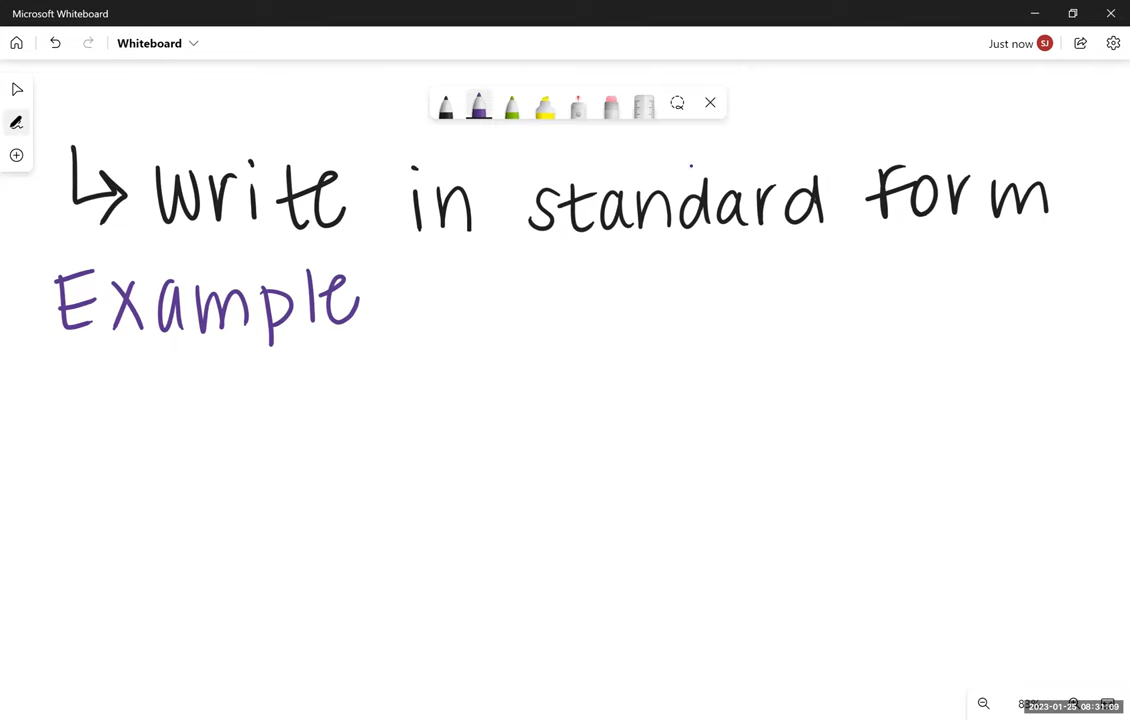 Microsoft Whiteboard
Whiteboard
Just now SJ
↳ Write in standard form
Example
2023-01-25 08:31:09